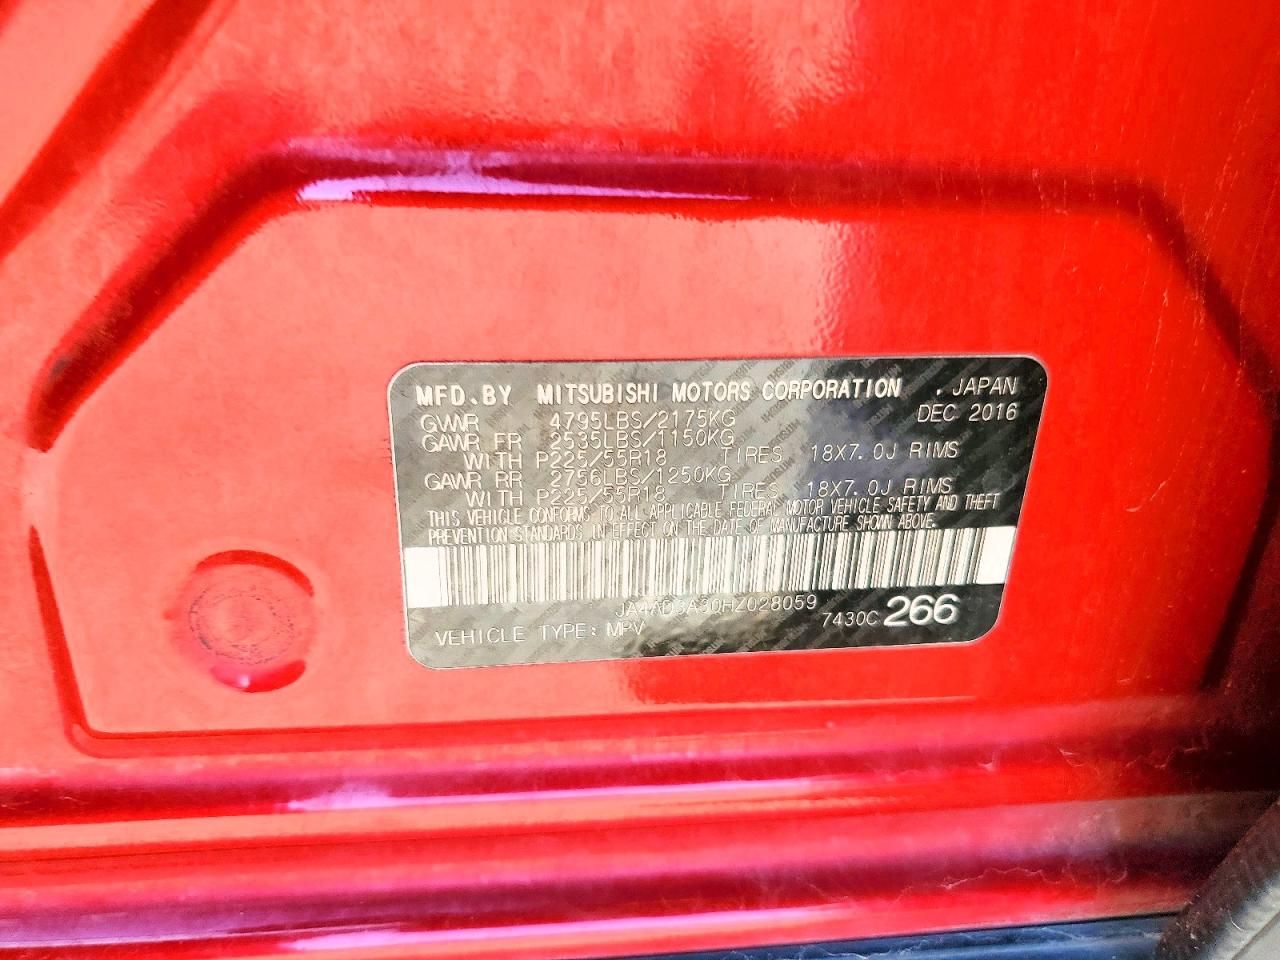 MFD.BY MITSUBISHI MOTORS CORPORATION , JAPAN
GVWR 4795LBS/2175KG DEC 2016
GAWR FR 2535LBS/1150KG
WITH P225/55R18 TIRES 18X7.0J RIMS
GAWR RR 2756LBS/1250KG
WITH P225/55R18 TIRES 18X7.0J RIMS
THIS VEHICLE CONFORMS TO ALL APPLICABLE FEDERAL MOTOR VEHICLE SAFETY AND THEFT
PREVENTION STANDARDS IN EFFECT ON THE DATE OF MANUFACTURE SHOWN ABOVE.
JA4AD3A30HZ028059
VEHICLE TYPE: MPV 7430C 266